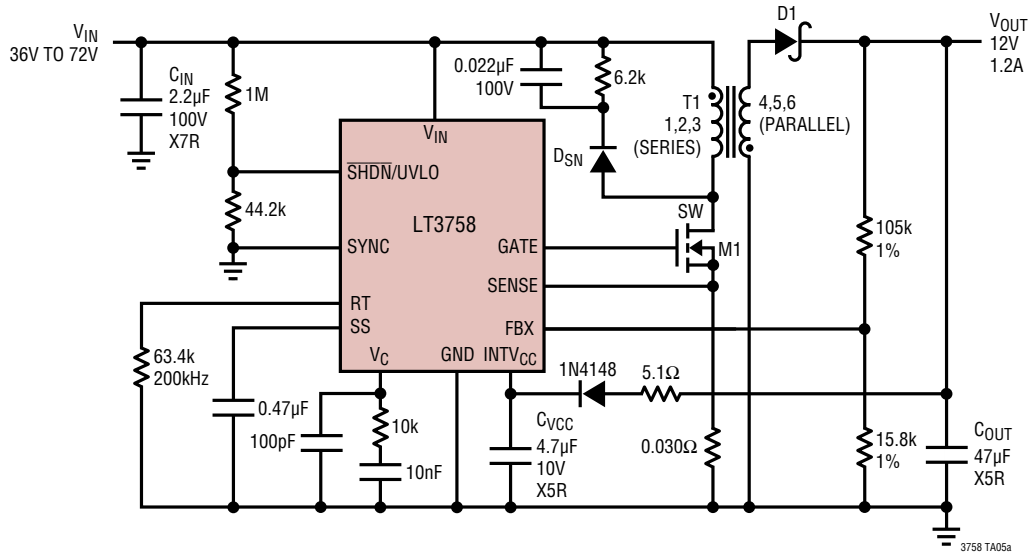 VIN
36V TO 72V
CIN
2.2µF
100V
X7R
1M
44.2k
0.022µF
100V
6.2k
DSN
T1
1,2,3
(SERIES)
4,5,6
(PARALLEL)
D1
VOUT
12V
1.2A
VIN
SHDN/UVLO
LT3758
SYNC
GATE
SENSE
RT
SS
FBX
VC
GND
INTVCC
SW
M1
105k
1%
63.4k
200kHz
0.47µF
100pF
10k
10nF
1N4148
5.1Ω
CVCC
4.7µF
10V
X5R
0.030Ω
15.8k
1%
COUT
47µF
X5R
3758 TA05a